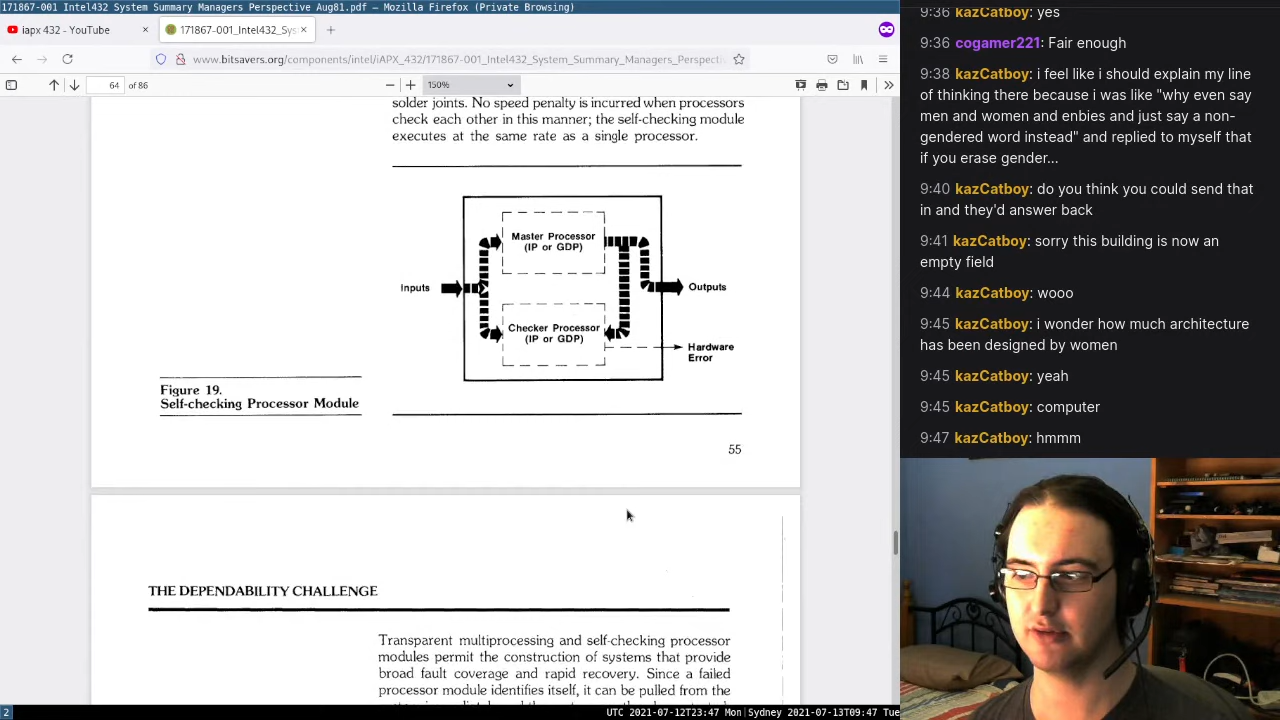 171867-001 Intel432 System Summary Managers Perspective Aug81.pdf — Mozilla Firefox (Private Browsing)
iapx 432 - YouTube
171867-001_Intel432_Sys
www.bitsavers.org/components/intel/iAPX_432/171867-001_Intel432_System_Summary_Managers_Perspecti
64 of 86
150%
solder joints. No speed penalty is incurred when processors
check each other in this manner; the self-checking module
executes at the same rate as a single processor.
Master Processor
(IP or GDP)
Inputs
Outputs
Checker Processor
(IP or GDP)
Hardware
Error
Figure 19.
Self-checking Processor Module
55
THE DEPENDABILITY CHALLENGE
Transparent multiprocessing and self-checking processor
modules permit the construction of systems that provide
broad fault coverage and rapid recovery. Since a failed
processor module identifies itself, it can be pulled from the
2
UTC 2021-07-12T23:47 Mon|Sydney 2021-07-13T09:47 Tue
9:36 kazCatboy: yes
9:36 cogamer221: Fair enough
9:38 kazCatboy: i feel like i should explain my line
of thinking there because i was like "why even say
men and women and enbies and just say a non-
gendered word instead" and replied to myself that
if you erase gender...
9:40 kazCatboy: do you think you could send that
in and they'd answer back
9:41 kazCatboy: sorry this building is now an
empty field
9:44 kazCatboy: wooo
9:45 kazCatboy: i wonder how much architecture
has been designed by women
9:45 kazCatboy: yeah
9:45 kazCatboy: computer
9:47 kazCatboy: hmmm